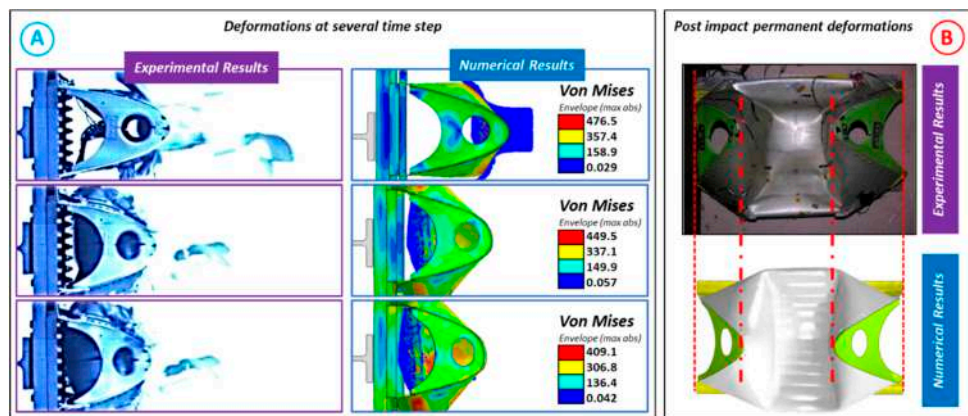 A
Deformations at several time step
Experimental Results
Numerical Results
Von Mises
Envelope (max abs)
476.5
357.4
158.9
0.029
Von Mises
Envelope (max abs)
449.5
337.1
149.9
0.057
Von Mises
Envelope (max abs)
409.1
306.8
136.4
0.042
Post impact permanent deformations
B
Experimental Results
Numerical Results